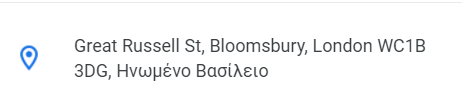 Great Russell St, Bloomsbury, London WC1B
3DG, Ηνωμένο Βασίλειο